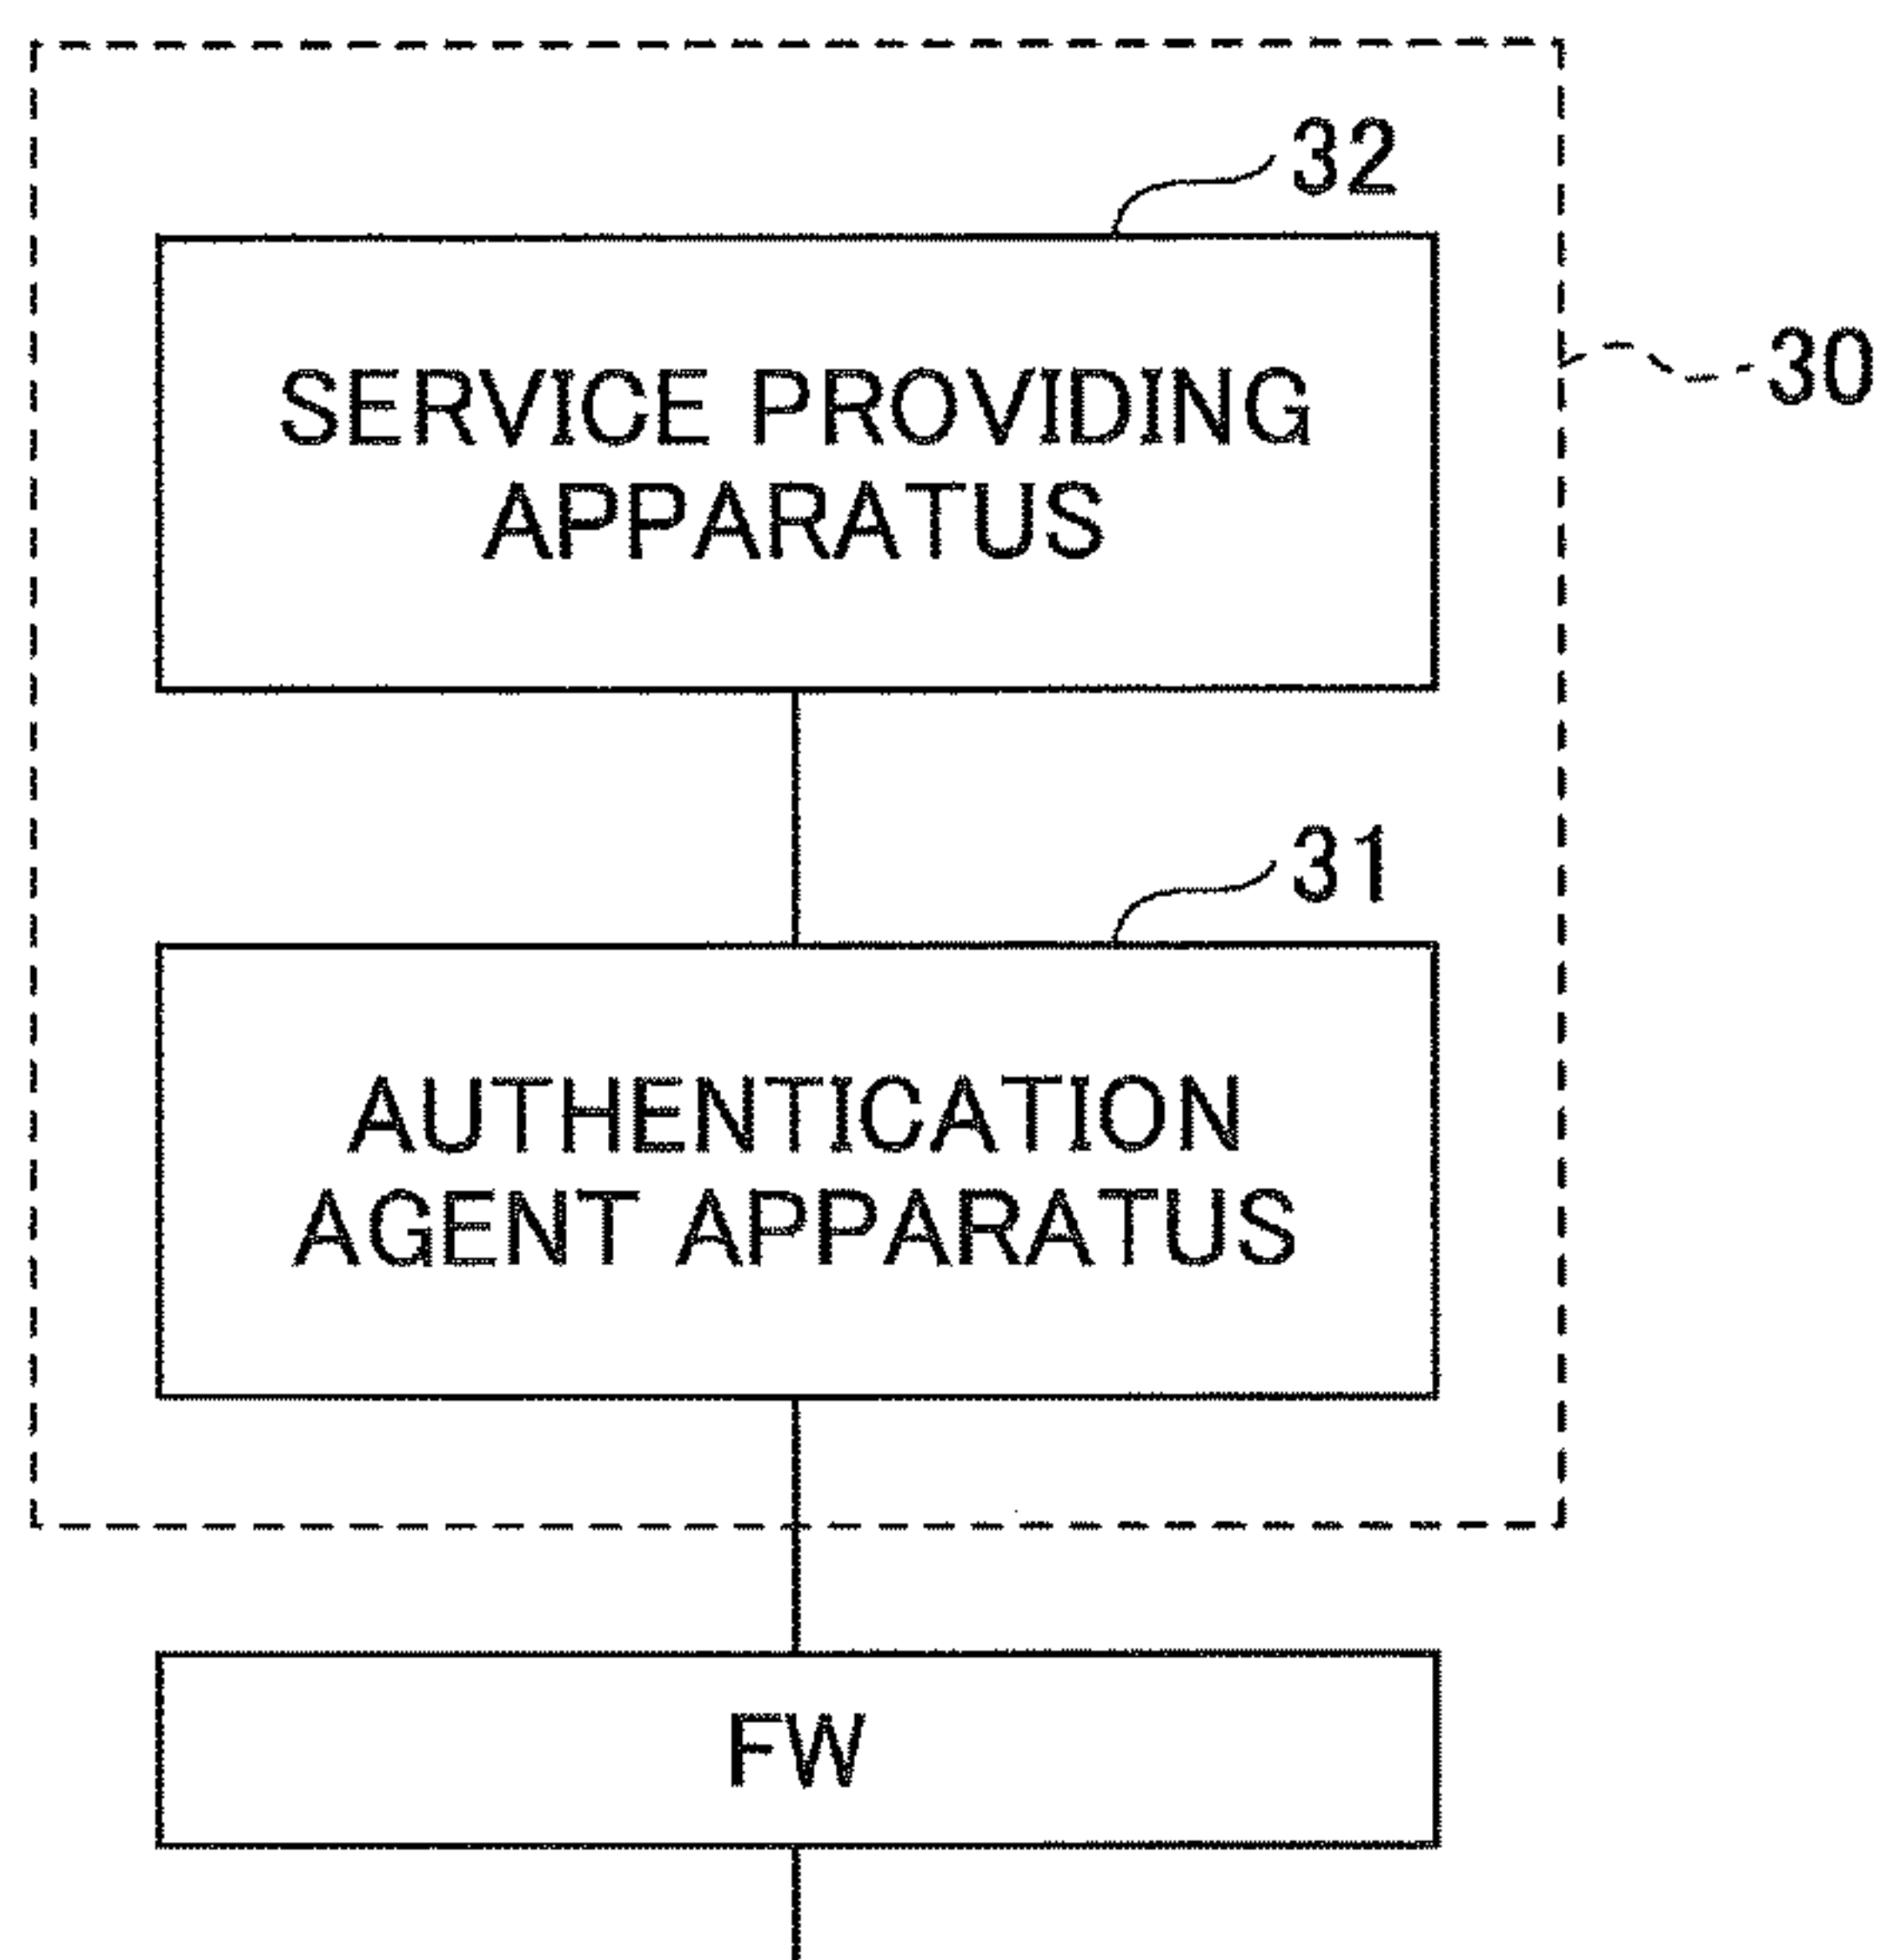 32
30
SERVICE PROVIDING
APPARATUS
31
AUTHENTICATION
AGENT APPARATUS
FW